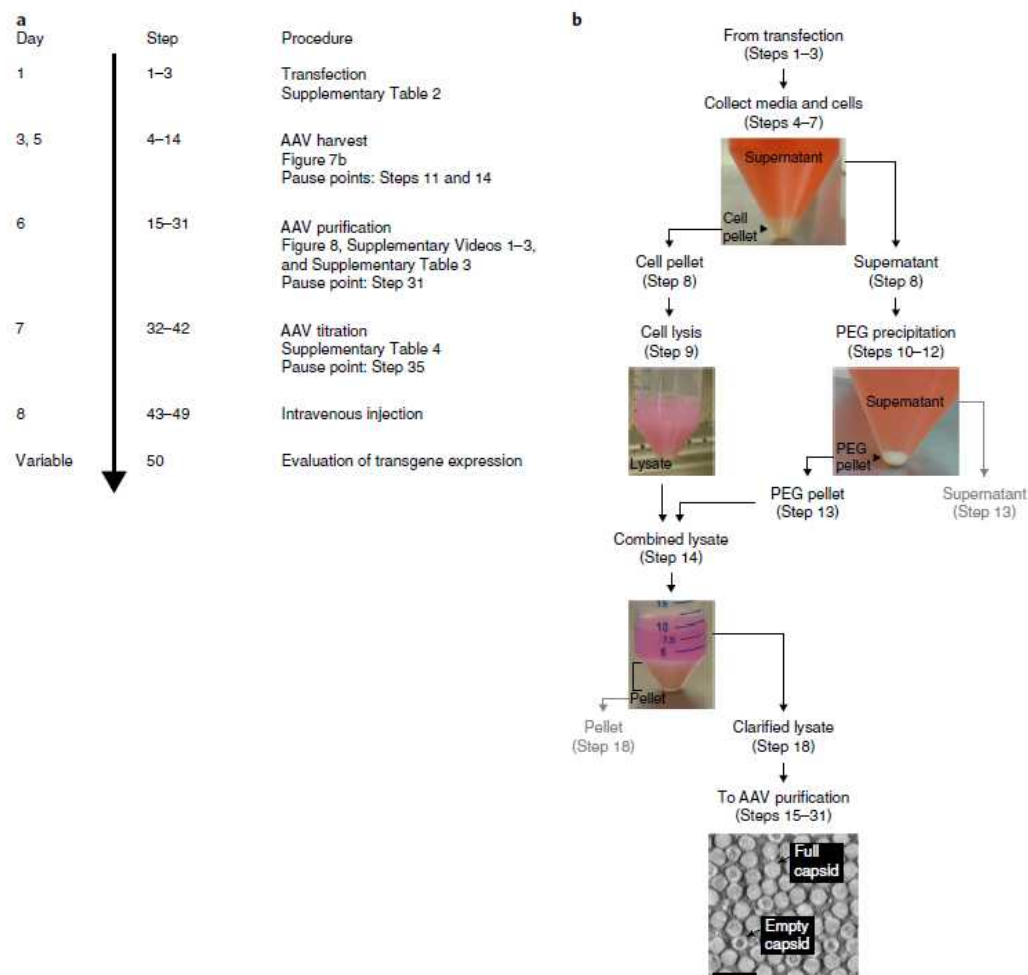 a
Day Step Procedure
1 1–3 Transfection
Supplementary Table 2
3, 5 4–14 AAV harvest
Figure 7b
Pause points: Steps 11 and 14
6 15–31 AAV purification
Figure 8, Supplementary Videos 1–3,
and Supplementary Table 3
Pause point: Step 31
7 32–42 AAV titration
Supplementary Table 4
Pause point: Step 35
8 43–49 Intravenous injection
Variable 50 Evaluation of transgene expression
b
From transfection
(Steps 1–3)
Collect media and cells
(Steps 4–7)
Supernatant
Cell
pellet
Cell pellet
(Step 8)
Supernatant
(Step 8)
Cell lysis
(Step 9)
PEG precipitation
(Steps 10–12)
Lysate
Supernatant
PEG
pellet
PEG pellet
(Step 13)
Supernatant
(Step 13)
Combined lysate
(Step 14)
10
7.5
Pellet
Pellet
(Step 18)
Clarified lysate
(Step 18)
To AAV purification
(Steps 15–31)
Full
capsid
Empty
capsid